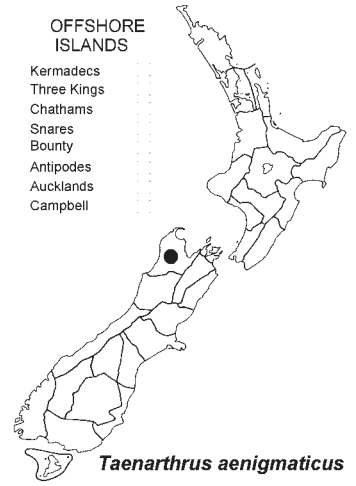 OFFSHORE
ISLANDS
Kermadecs
Three Kings
Chathams
Snares
Bounty
Antipodes
Aucklands
Campbell
Taenarthrus aenigmaticus